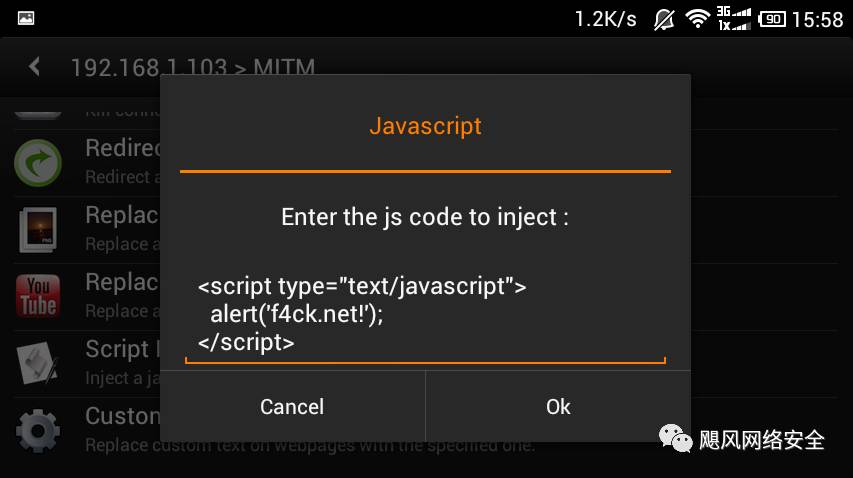 1.2K/s 3G 1X 90 15:58
192.168.1.103 > MITM
Javascript
Redirec
Redirect a
Enter the js code to inject :
Replac
Replace a
PNG
<script type="text/javascript">
alert('f4ck.net!');
</script>
Replac
Replace a
You
Tube
Script I
Inject a ja
Cancel
Ok
Custom
Replace custom text on webpages with the specified one.
飓风网络安全